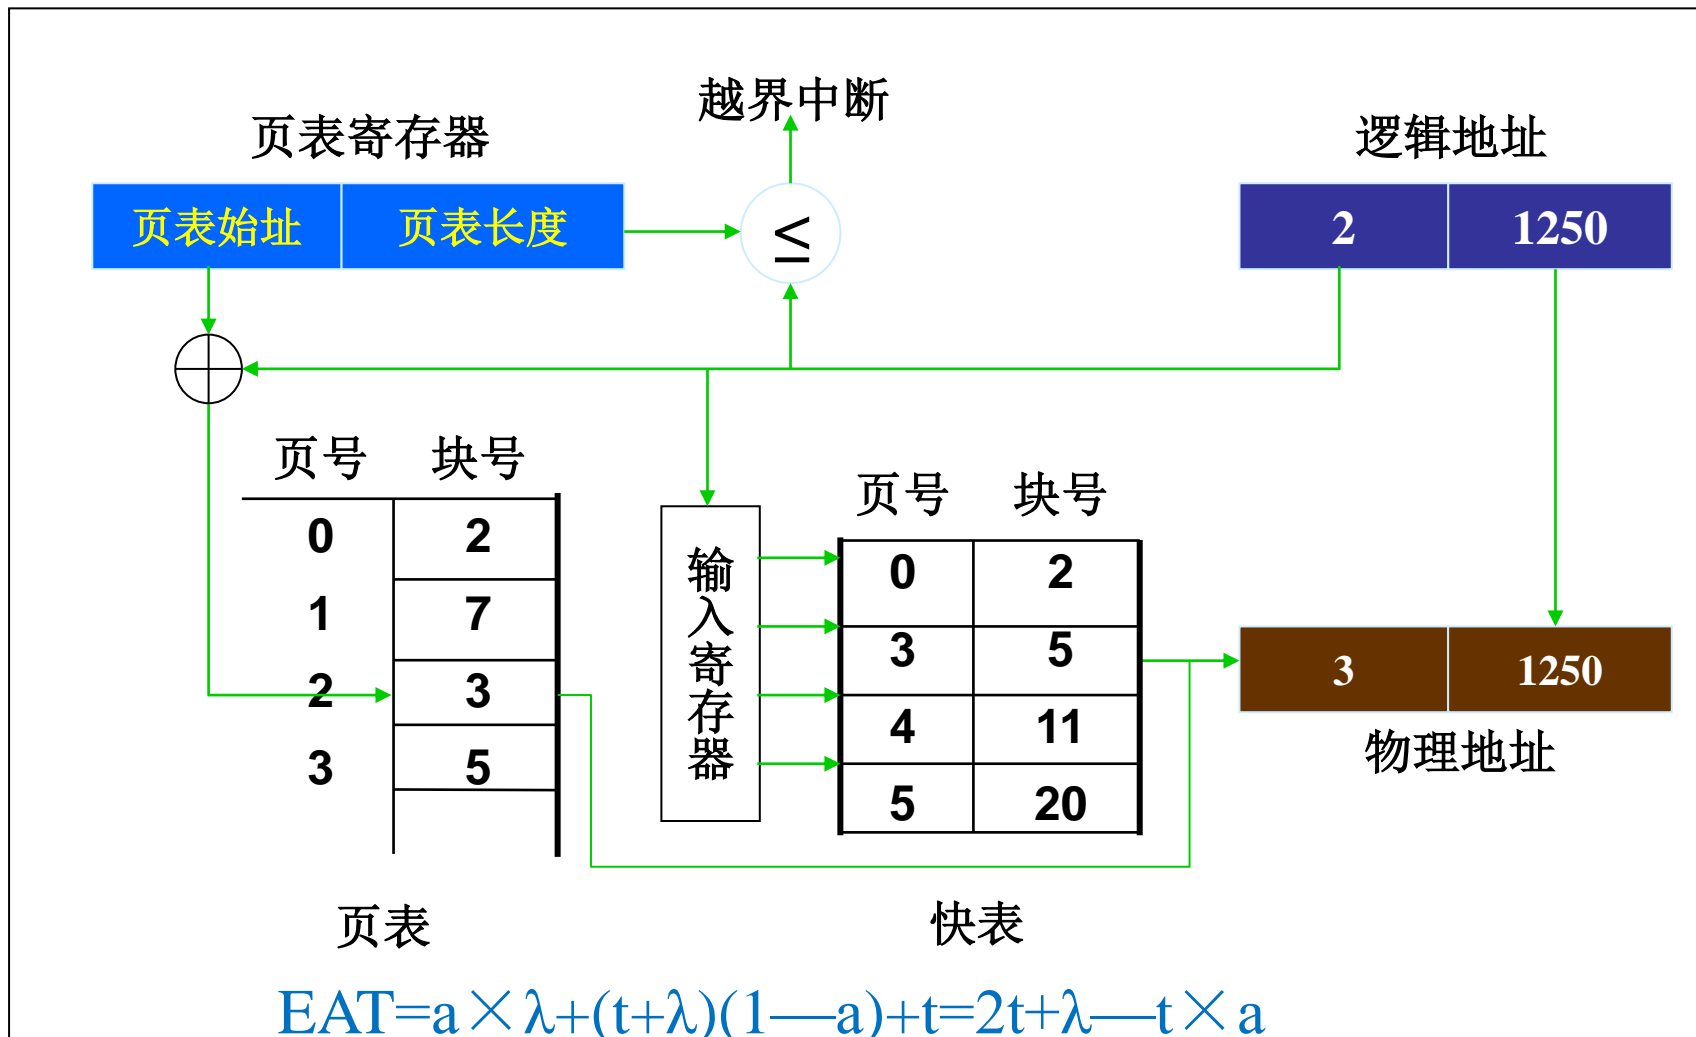 越界中断
页表寄存器
逻辑地址
页表始址 页表长度
≤
2 1250
页号 块号
0 2
1 7
2 3
3 5
页表
输入寄存器
页号 块号
0 2
3 5
4 11
5 20
快表
3 1250
物理地址
EAT=a×λ+(t+λ)(1—a)+t=2t+λ—t×a